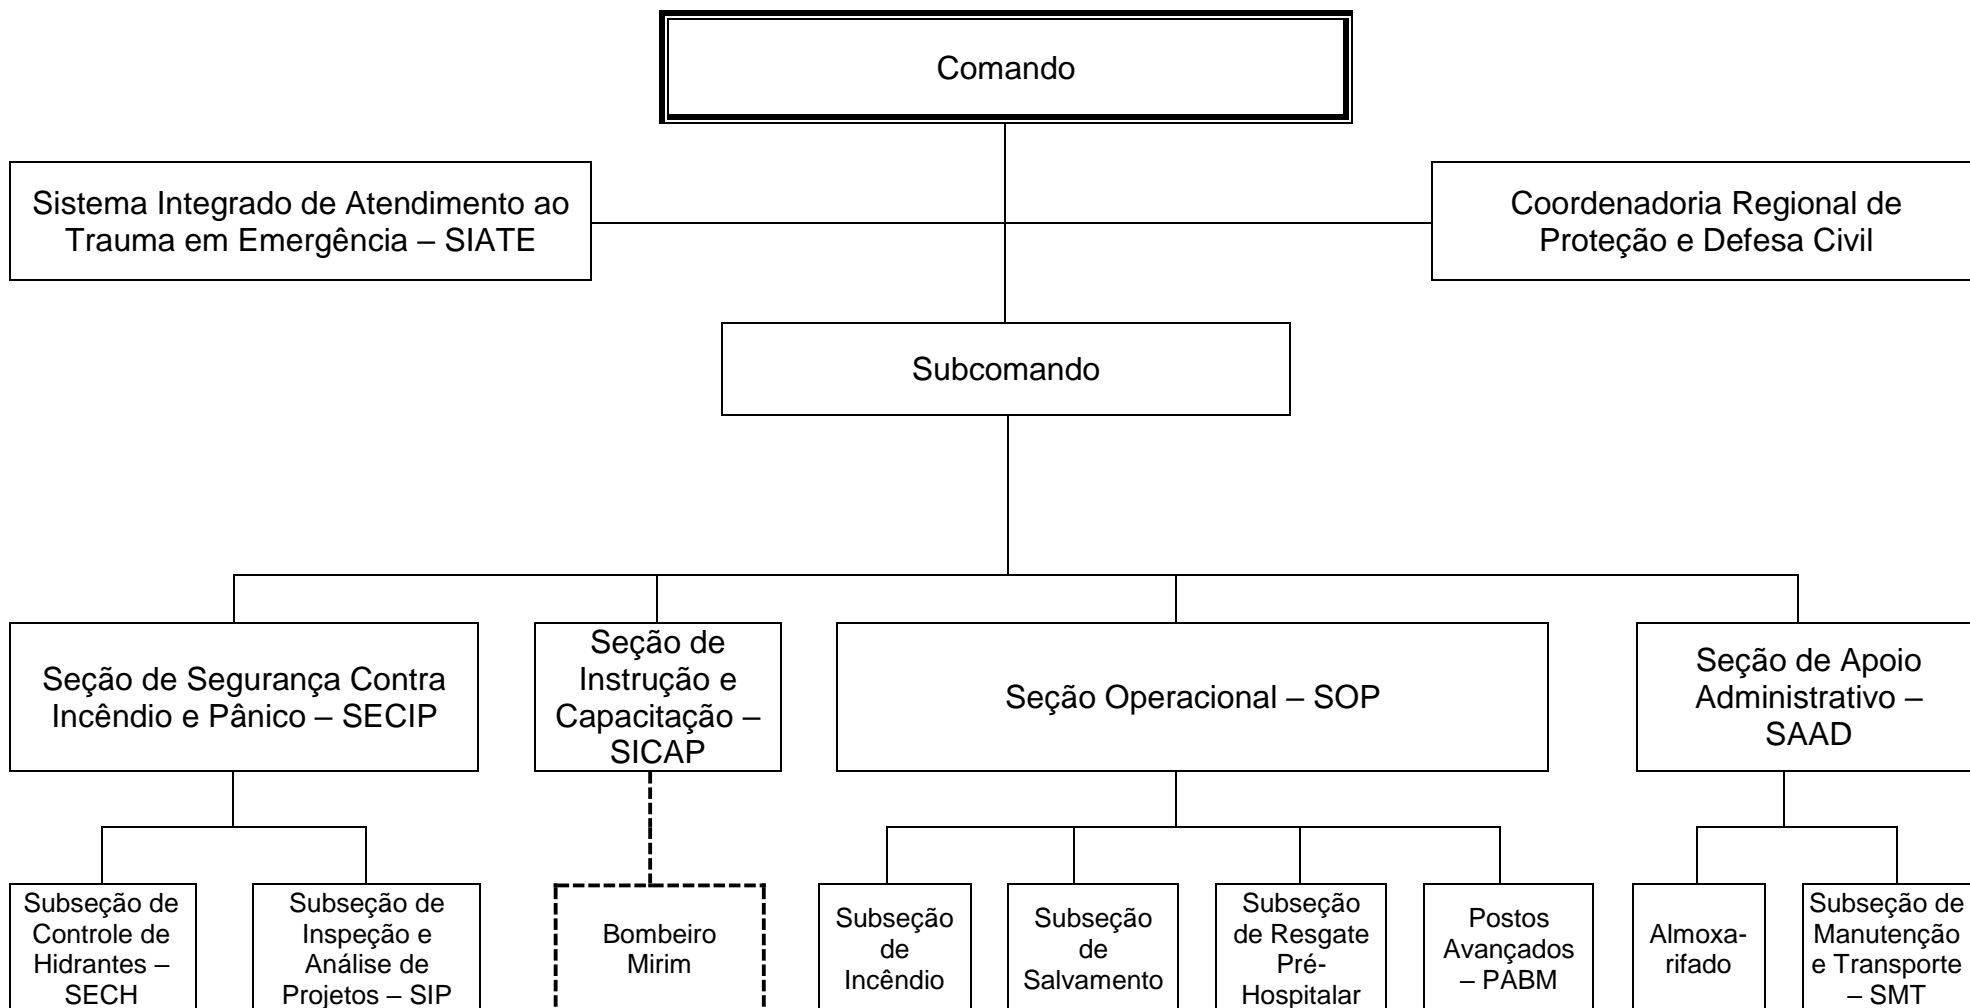 Comando
Sistema Integrado de Atendimento ao
Trauma em Emergência – SIATE
Coordenadoria Regional de
Proteção e Defesa Civil
Subcomando
Seção de Segurança Contra
Incêndio e Pânico – SECIP
Seção de
Instrução e
Capacitação –
SICAP
Seção Operacional – SOP
Seção de Apoio
Administrativo –
SAAD
Subseção de
Controle de
Hidrantes –
SECH
Subseção de
Inspeção e
Análise de
Projetos – SIP
Bombeiro
Mirim
Subseção
de
Incêndio
Subseção
de
Salvamento
Subseção
de Resgate
Pré-
Hospitalar
Postos
Avançados
– PABM
Almoxa-
rifado
Subseção de
Manutenção
e Transporte
– SMT